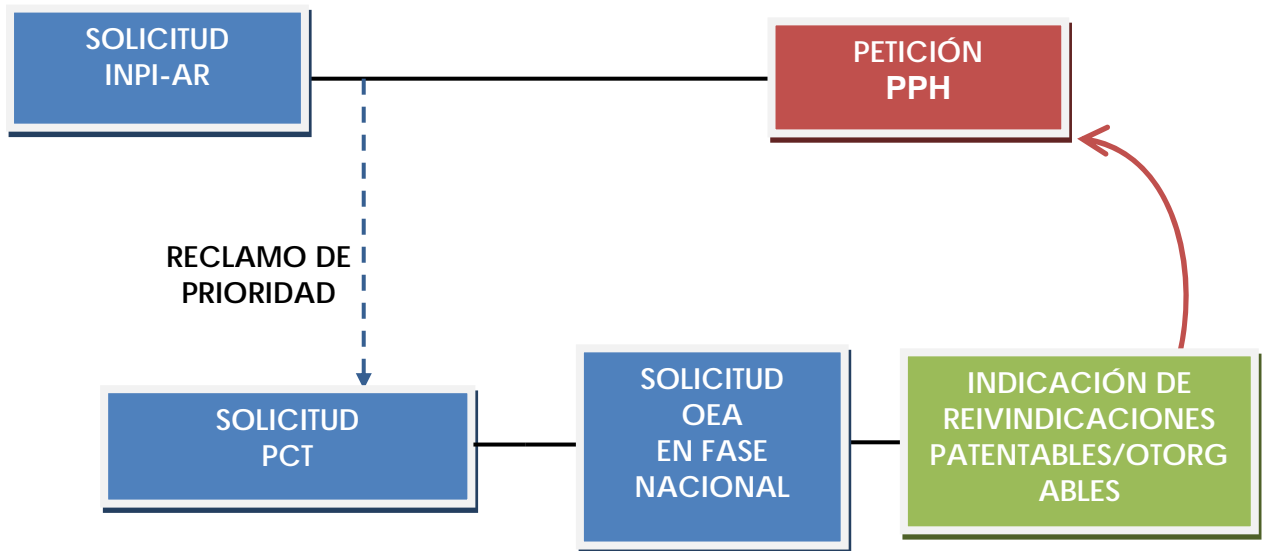 SOLICITUD
INPI-AR
PETICIÓN
PPH
RECLAMO DE
PRIORIDAD
SOLICITUD
PCT
SOLICITUD
OEA
EN FASE
NACIONAL
INDICACIÓN DE
REIVINDICACIONES
PATENTABLES/OTORG
ABLES